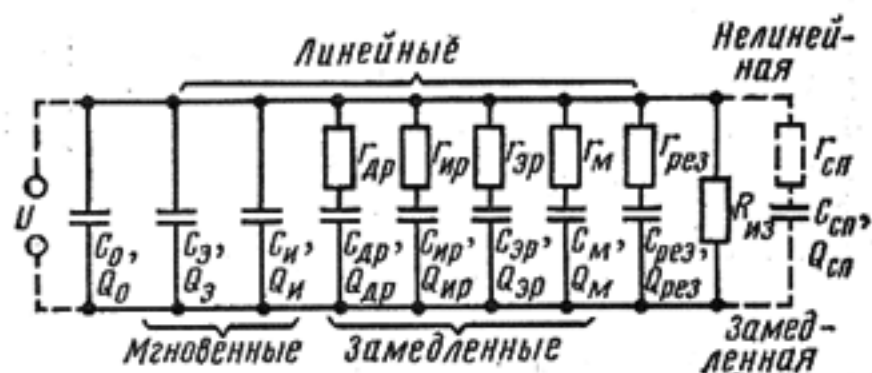 Линейные
Нелиней-
ная
U
rдр rир rэр rм rрез
rсп
Rиз
C0, Cэ, Cи, Cдр, Cир, Cэр, Cм, Cрез,
Q0 Qэ Qи Qдр Qир Qэр Qм Qрез
Cсп,
Qсп
Мгновенные
Замедленные
Замед-
ленная